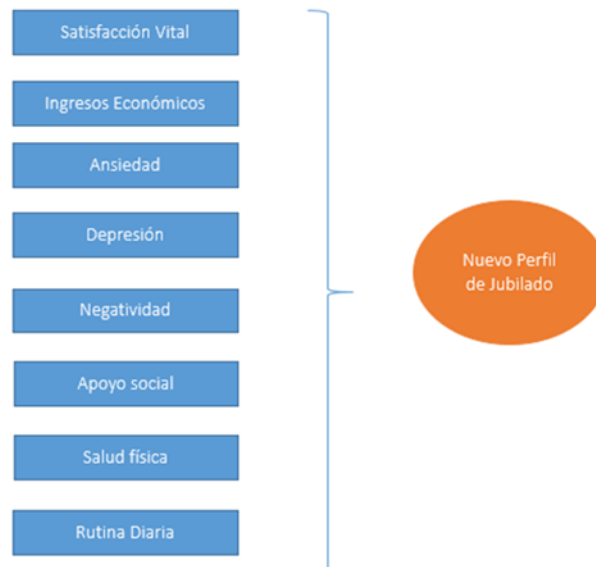 Satisfacción Vital
Ingresos Económicos
Ansiedad
Depresión
Negatividad
Apoyo social
Salud física
Rutina Diaria
Nuevo Perfil
de Jubilado